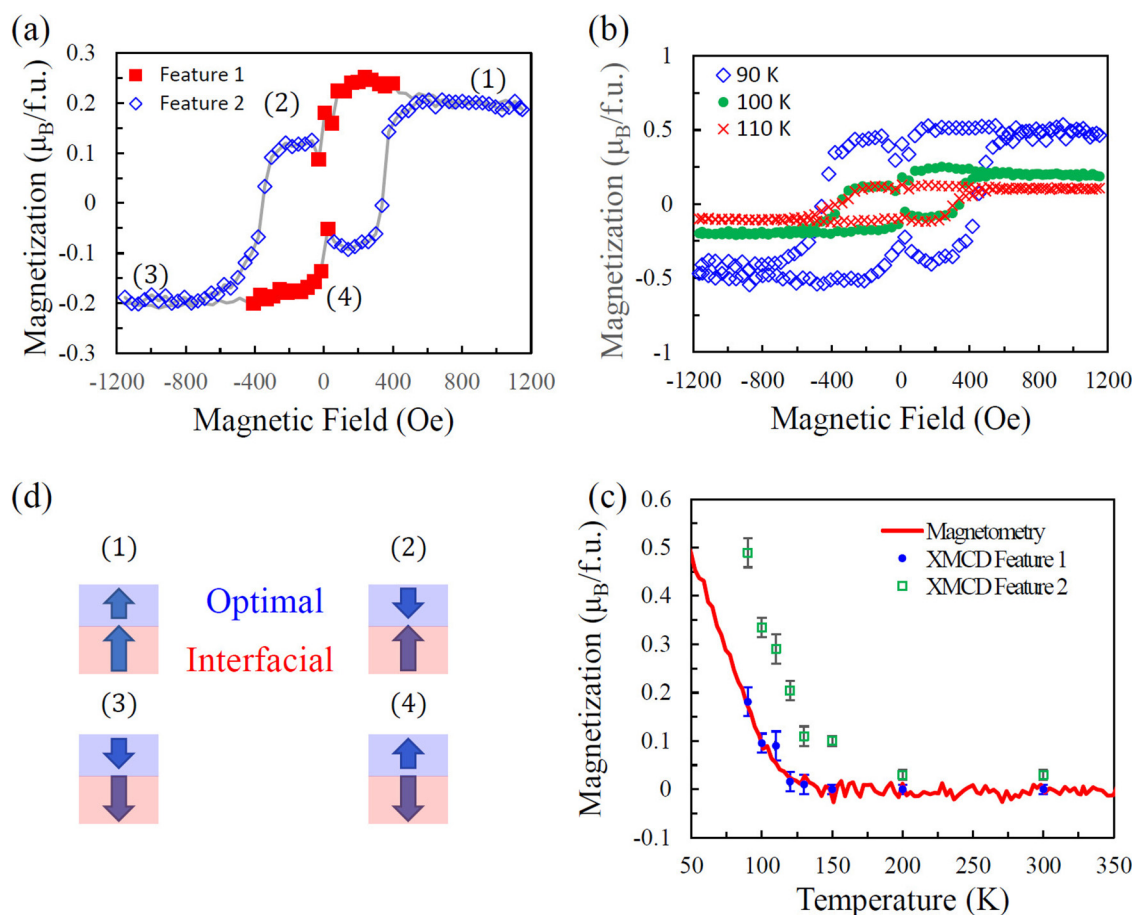 (a)
Magnetization (μB/f.u.)
0.3
0.2
0.1
0
-0.1
-0.2
-0.3
Feature 1
Feature 2
(1)
(2)
(3)
(4)
-1200 -800 -400 0 400 800 1200
Magnetic Field (Oe)
(b)
Magnetization (μB/f.u.)
1
0.5
0
-0.5
-1
90 K
100 K
110 K
-1200 -800 -400 0 400 800 1200
Magnetic Field (Oe)
(d)
(1) (2)
Optimal
Interfacial
(3) (4)
(c)
Magnetization (μB/f.u.)
0.6
0.5
0.4
0.3
0.2
0.1
0
-0.1
Magnetometry
XMCD Feature 1
XMCD Feature 2
50 100 150 200 250 300 350
Temperature (K)